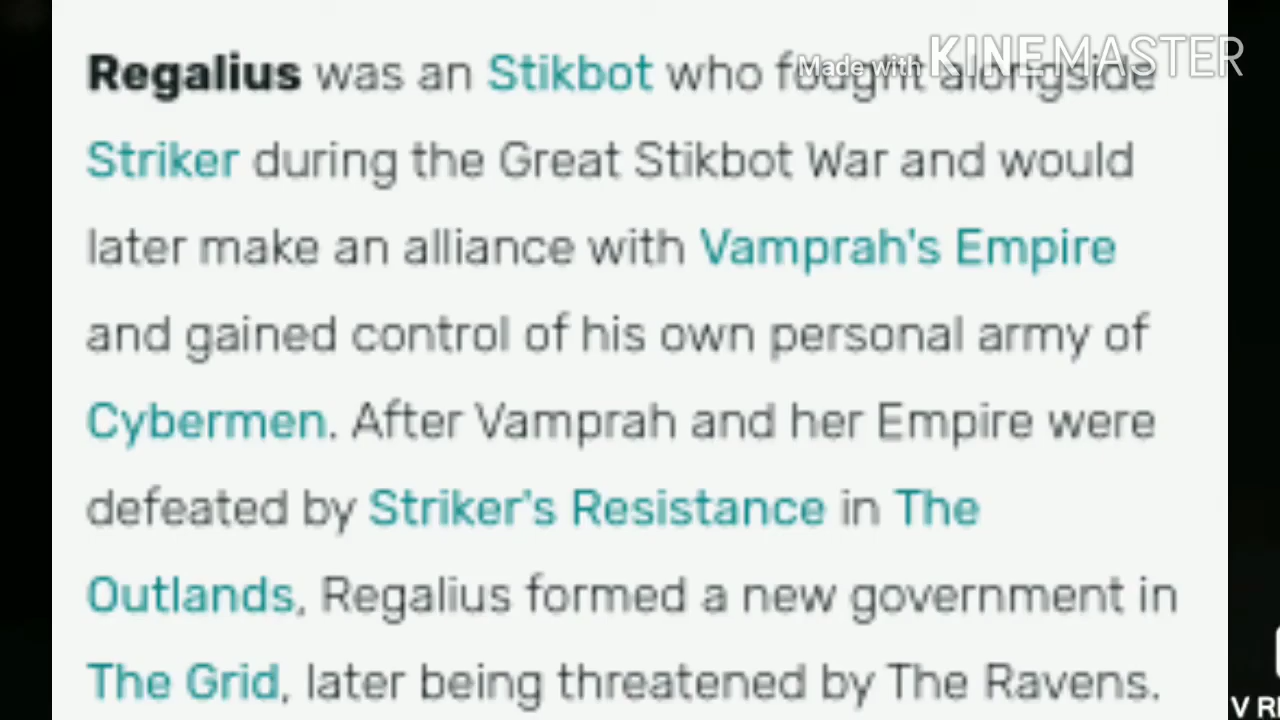 Made with KINEMASTER
Regalius was an Stikbot who fought alongside
Striker during the Great Stikbot War and would
later make an alliance with Vamprah's Empire
and gained control of his own personal army of
Cybermen. After Vamprah and her Empire were
defeated by Striker's Resistance in The
Outlands, Regalius formed a new government in
The Grid, later being threatened by The Ravens.